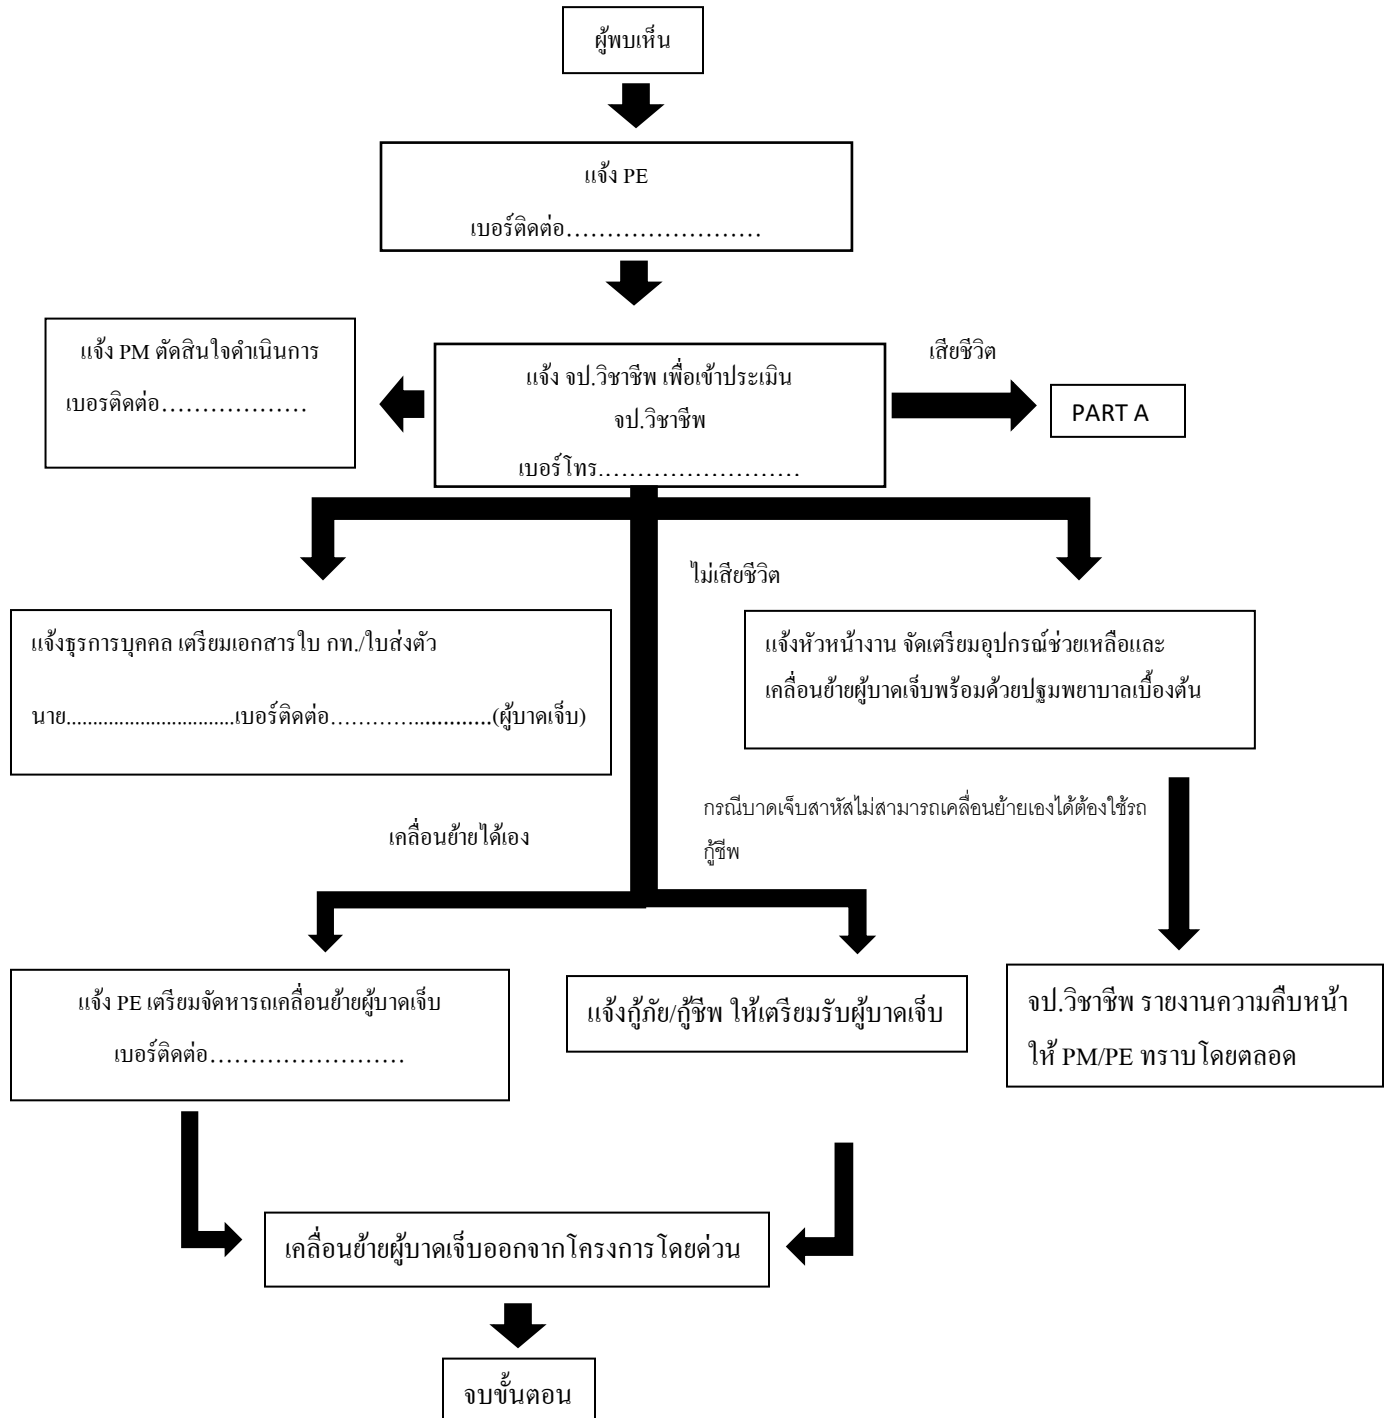 ผู้พบเห็น
แจ้ง PE
เบอร์ติดต่อ........................
แจ้ง PM ตัดสินใจดำเนินการ
เบอรติดต่อ..................
แจ้ง จป.วิชาชีพ เพื่อเข้าประเมิน
จป.วิชาชีพ
เบอร์โทร.........................
เสียชีวิต
PART A
ไม่เสียชีวิต
แจ้งธุรการบุคคล เตรียมเอกสารใบ กท./ใบส่งตัว
นาย................................เบอร์ติดต่อ.........................(ผู้บาดเจ็บ)
แจ้งหัวหน้างาน จัดเตรียมอุปกรณ์ช่วยเหลือและ
เคลื่อนย้ายผู้บาดเจ็บพร้อมด้วยปฐมพยาบาลเบื้องต้น
เคลื่อนย้ายได้เอง
กรณีบาดเจ็บสาหัสไม่สามารถเคลื่อนย้ายเองได้ต้องใช้รถ
กู้ชีพ
แจ้ง PE เตรียมจัดหารถเคลื่อนย้ายผู้บาดเจ็บ
เบอร์ติดต่อ........................
แจ้งกู้ภัย/กู้ชีพ ให้เตรียมรับผู้บาดเจ็บ
จป.วิชาชีพ รายงานความคืบหน้า
ให้ PM/PE ทราบโดยตลอด
เคลื่อนย้ายผู้บาดเจ็บออกจากโครงการโดยด่วน
จบขั้นตอน